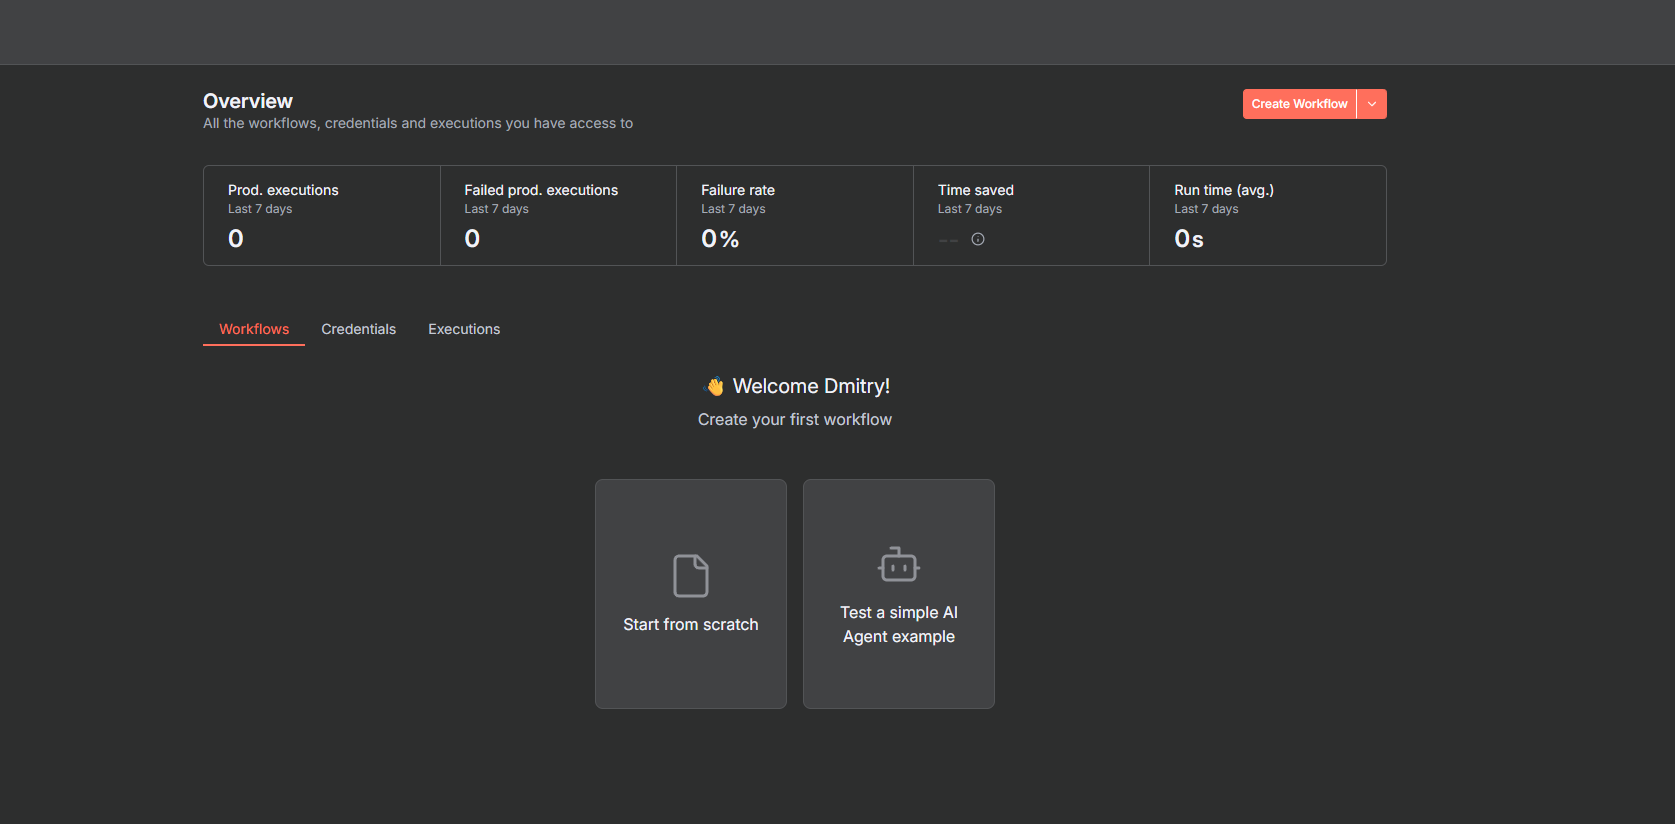 Overview
All the workflows, credentials and executions you have access to
Create Workflow
Prod. executions
Last 7 days
0
Failed prod. executions
Last 7 days
0
Failure rate
Last 7 days
0%
Time saved
Last 7 days
--
Run time (avg.)
Last 7 days
0s
Workflows
Credentials
Executions
👋 Welcome Dmitry!
Create your first workflow
Start from scratch
Test a simple AI
Agent example